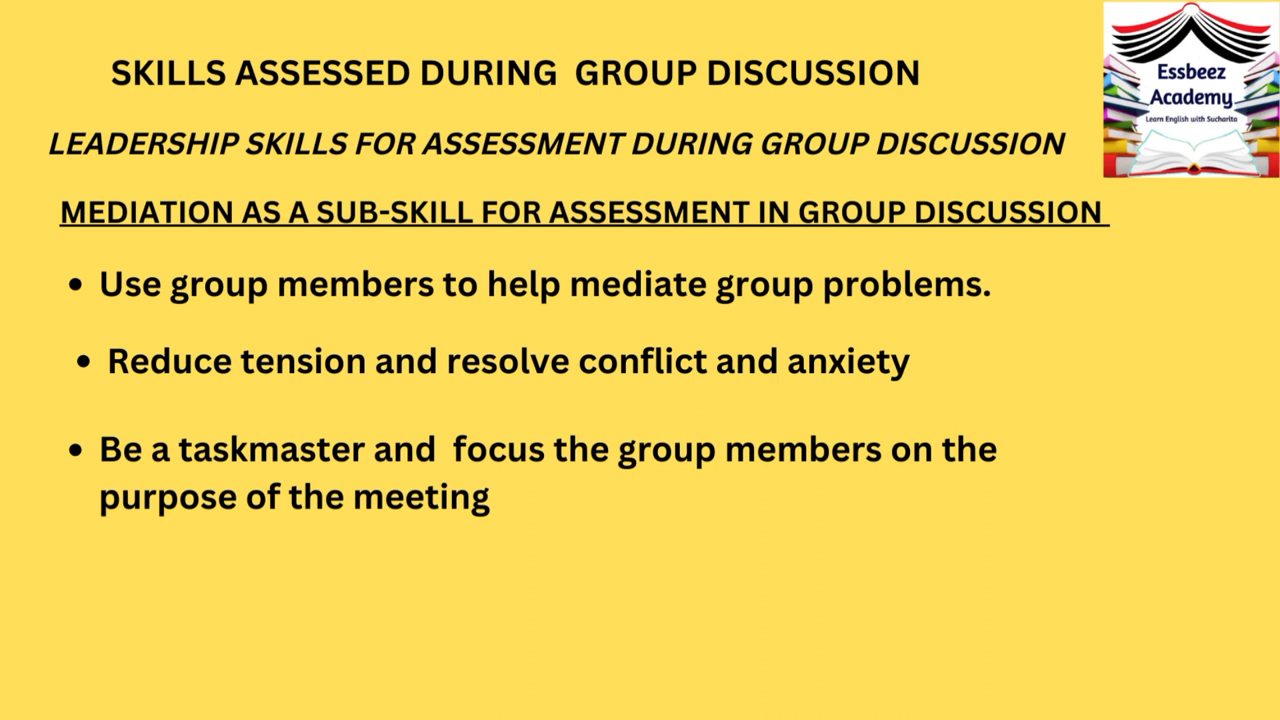 SKILLS ASSESSED DURING GROUP DISCUSSION
Essbeez
Academy
Learn English with Sucharita
LEADERSHIP SKILLS FOR ASSESSMENT DURING GROUP DISCUSSION
MEDIATION AS A SUB-SKILL FOR ASSESSMENT IN GROUP DISCUSSION
• Use group members to help mediate group problems.
• Reduce tension and resolve conflict and anxiety
• Be a taskmaster and focus the group members on the
purpose of the meeting